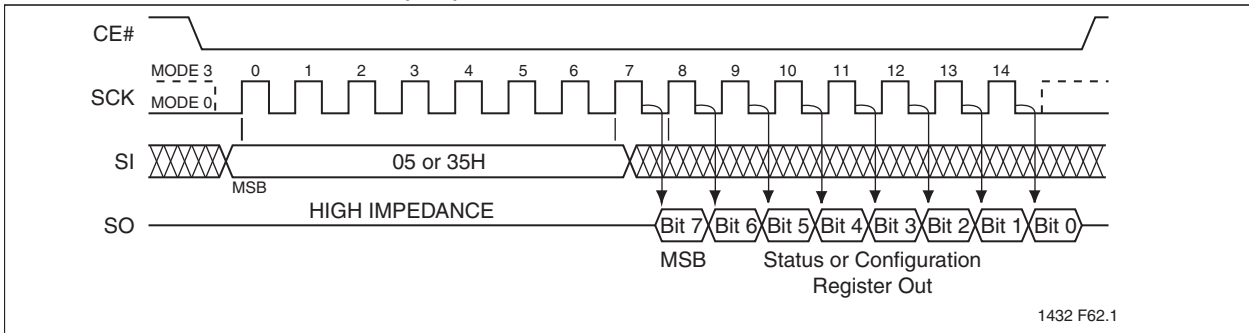 CE#
MODE 3 0 1 2 3 4 5 6 7 8 9 10 11 12 13 14
SCK
MODE 0
SI 05 or 35H
MSB
HIGH IMPEDANCE
SO Bit 7 Bit 6 Bit 5 Bit 4 Bit 3 Bit 2 Bit 1 Bit 0
MSB Status or Configuration
Register Out
1432 F62.1